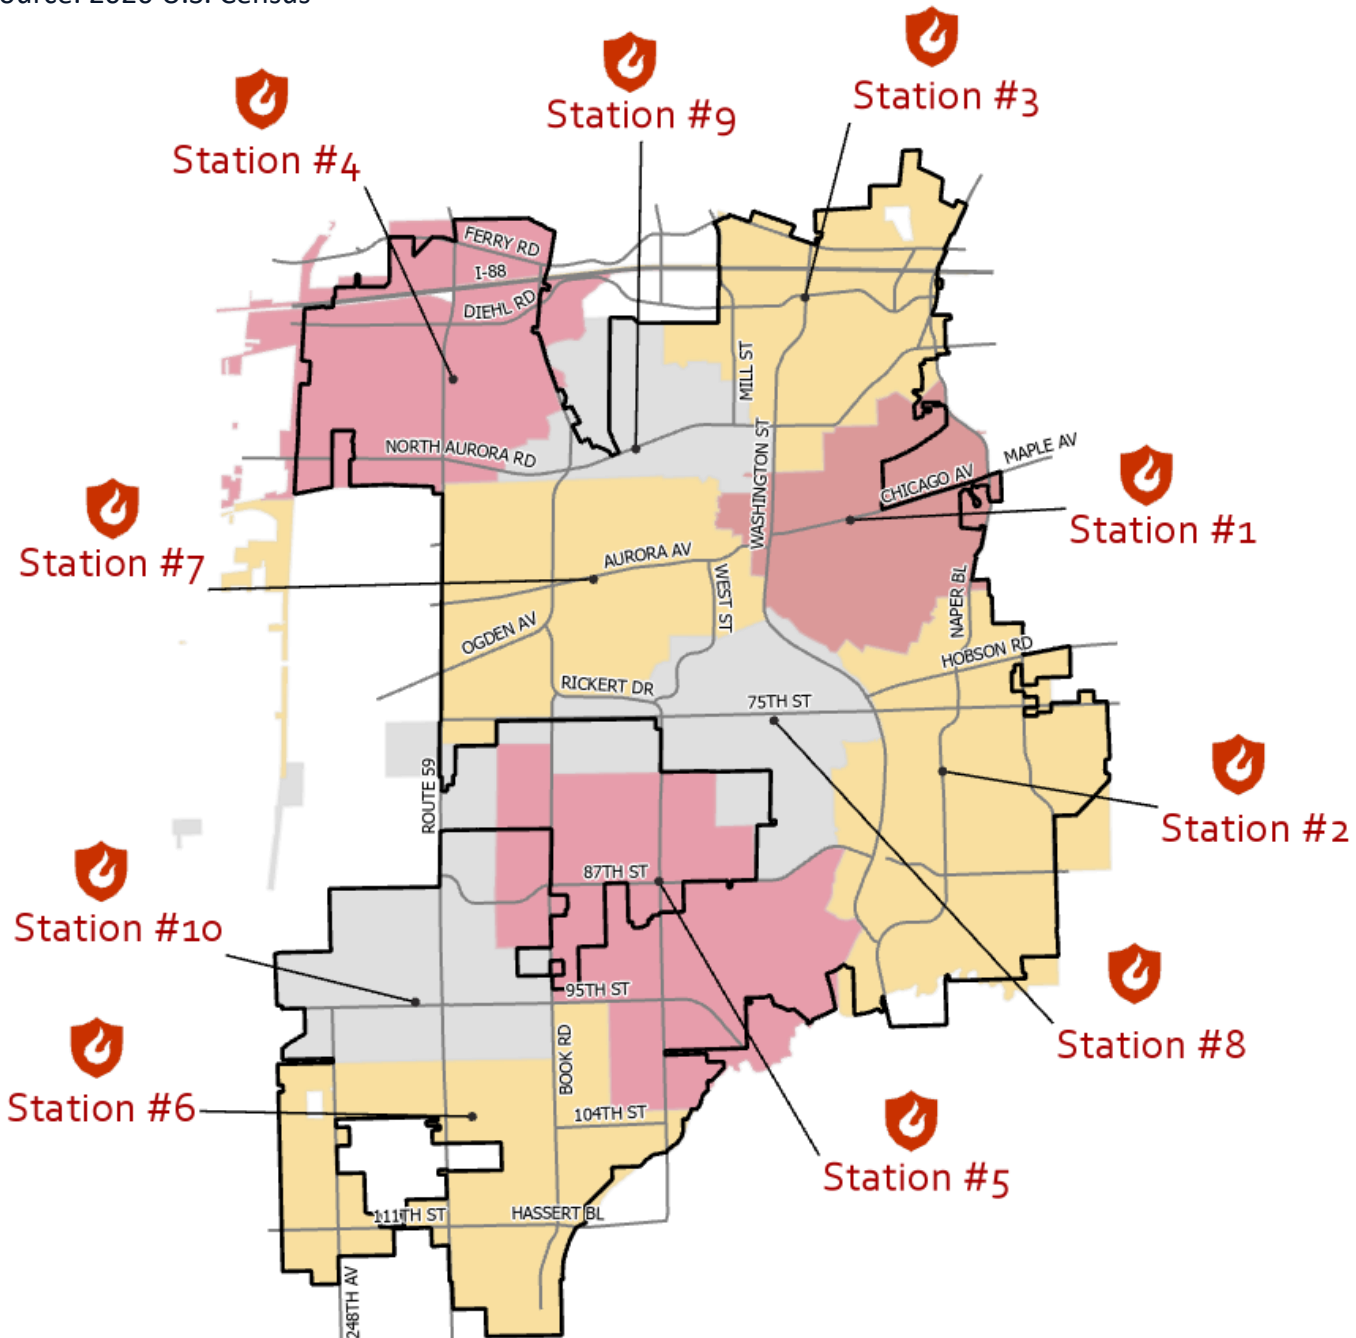 ource: 2020 U.S. Census
Station #3
Station #9
Station #4
FERRY RD
I-88
DIEHL RD
MILL ST
NORTH AURORA RD
WASHINGTON ST
MAPLE AV
CHICAGO AV
Station #1
Station #7
AURORA AV
WEST ST
NAPER BL
OGDEN AV
HOBSON RD
RICKERT DR
75TH ST
ROUTE 59
Station #2
87TH ST
Station #10
95TH ST
Station #8
BOOK RD
Station #6
104TH ST
Station #5
111TH ST
HASSERT BL
248TH AV